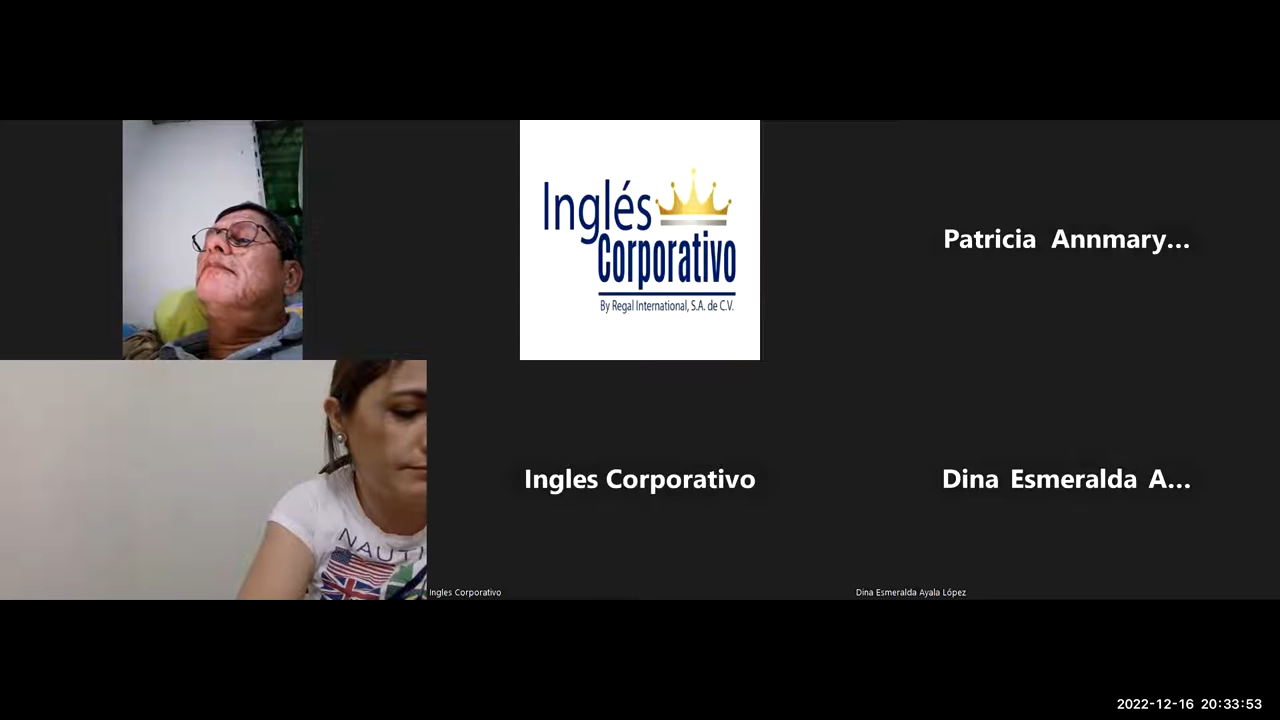 Inglés
Corporativo
By Regal International, S.A. de C.V.
Patricia Annmary...
NAUTI
Ingles Corporativo
Dina Esmeralda A...
Ingles Corporativo
Dina Esmeralda Ayala López
2022-12-16 20:33:53